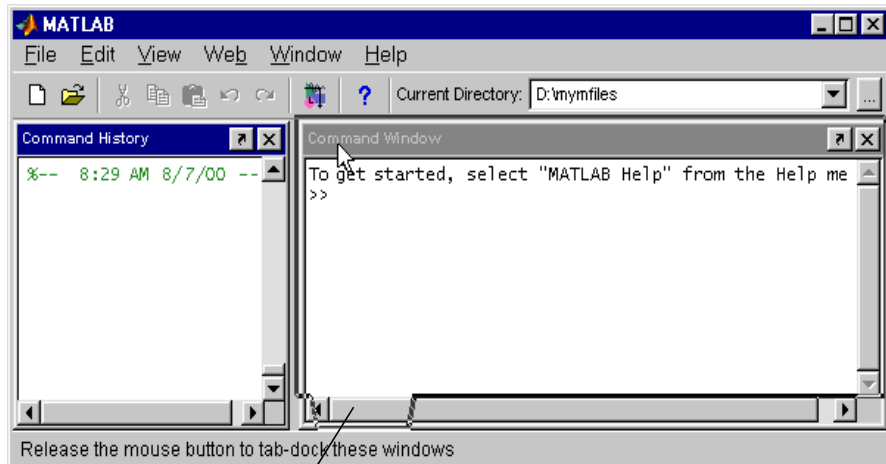 MATLAB
File Edit View Web Window Help
? Current Directory: D:\mymfiles ...
Command History
Command Window
%-- 8:29 AM 8/7/00 --
To get started, select "MATLAB Help" from the Help me
>>
Release the mouse button to tab-dock these windows